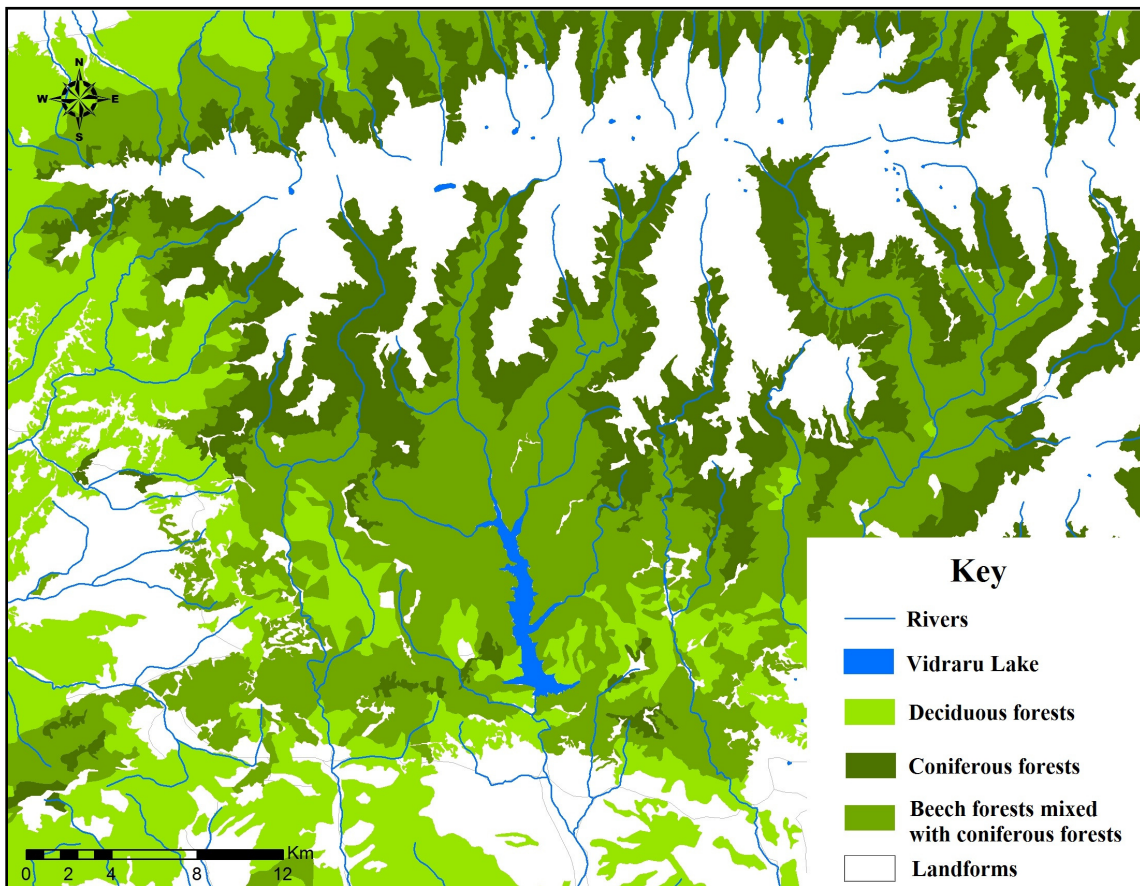 N
W E
S
Key
Rivers
Vidraru Lake
Deciduous forests
Coniferous forests
Beech forests mixed
with coniferous forests
Landforms
Km
0 2 4 8 12